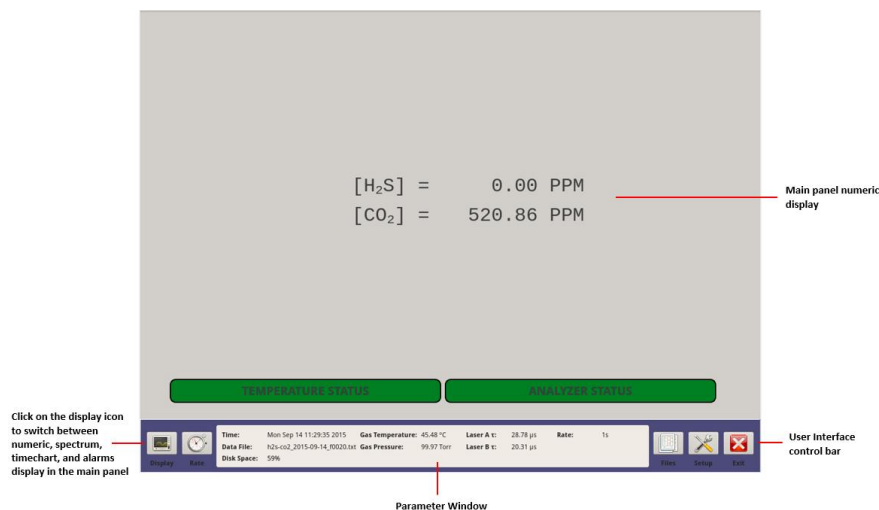 [H₂S] = 0.00 PPM
[CO₂] = 520.86 PPM
Main panel numeric
display
TEMPERATURE STATUS
ANALYZER STATUS
Click on the display icon
to switch between
numeric, spectrum,
timechart, and alarms
display in the main panel
Display
Rate
Time: Mon Sep 14 11:29:35 2015 Gas Temperature: 45.48 °C Laser A τ: 28.78 μs Rate: 1s
Data File: h2s-co2_2015-09-14_f0020.txt Gas Pressure: 99.97 Torr Laser B τ: 20.31 μs
Disk Space: 59%
Files
Setup
Exit
User Interface
control bar
Parameter Window